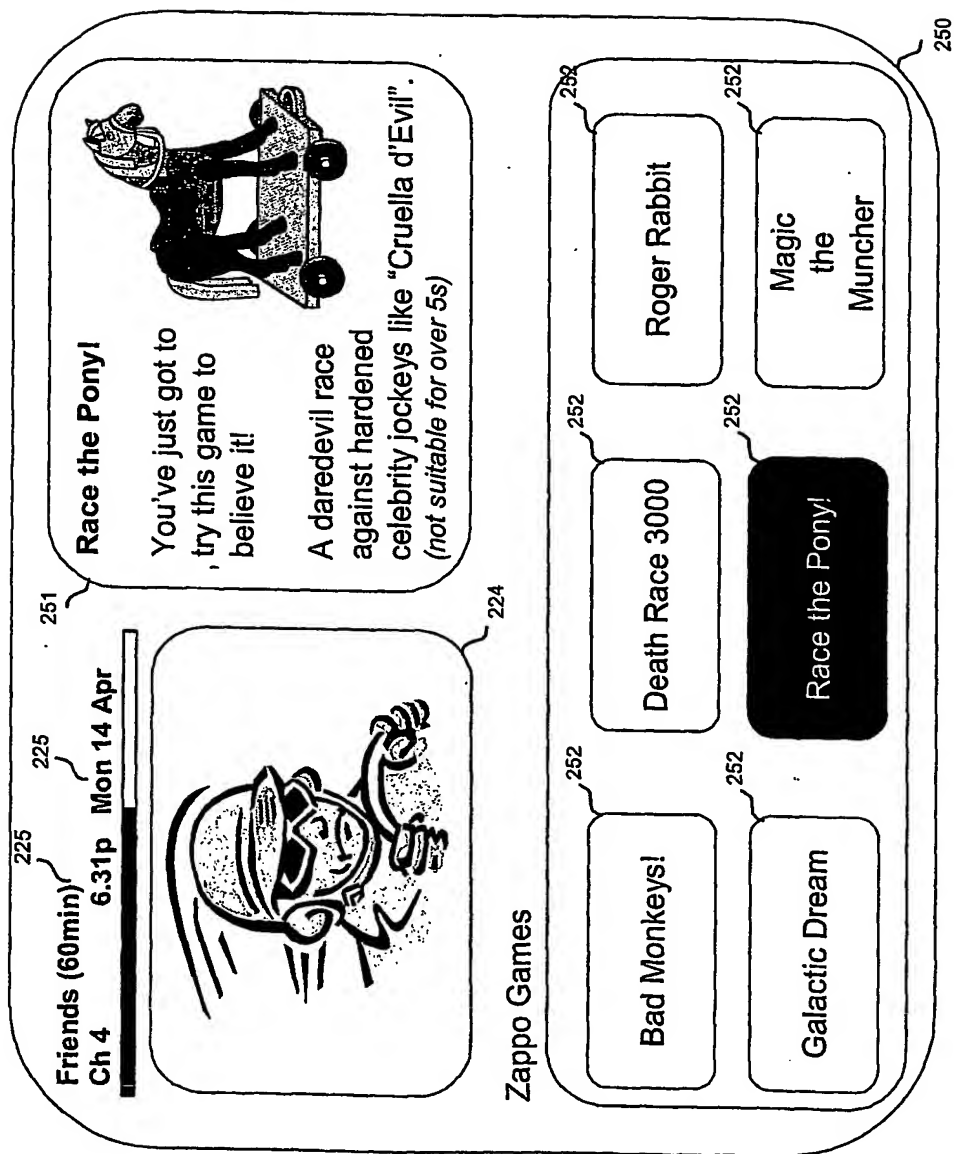 225
225
Friends (60min)
Ch 4 6.31p Mon 14 Apr
224
251
Race the Pony!
You've just got to
try this game to
believe it!
A daredevil race
against hardened
celebrity jockeys like “Cruella d'Evil”.
(not suitable for over 5s)
Zappo Games
252
252
252
Bad Monkeys!
Death Race 3000
Roger Rabbit
252
252
252
Galactic Dream
Race the Pony!
Magic
the
Muncher
250